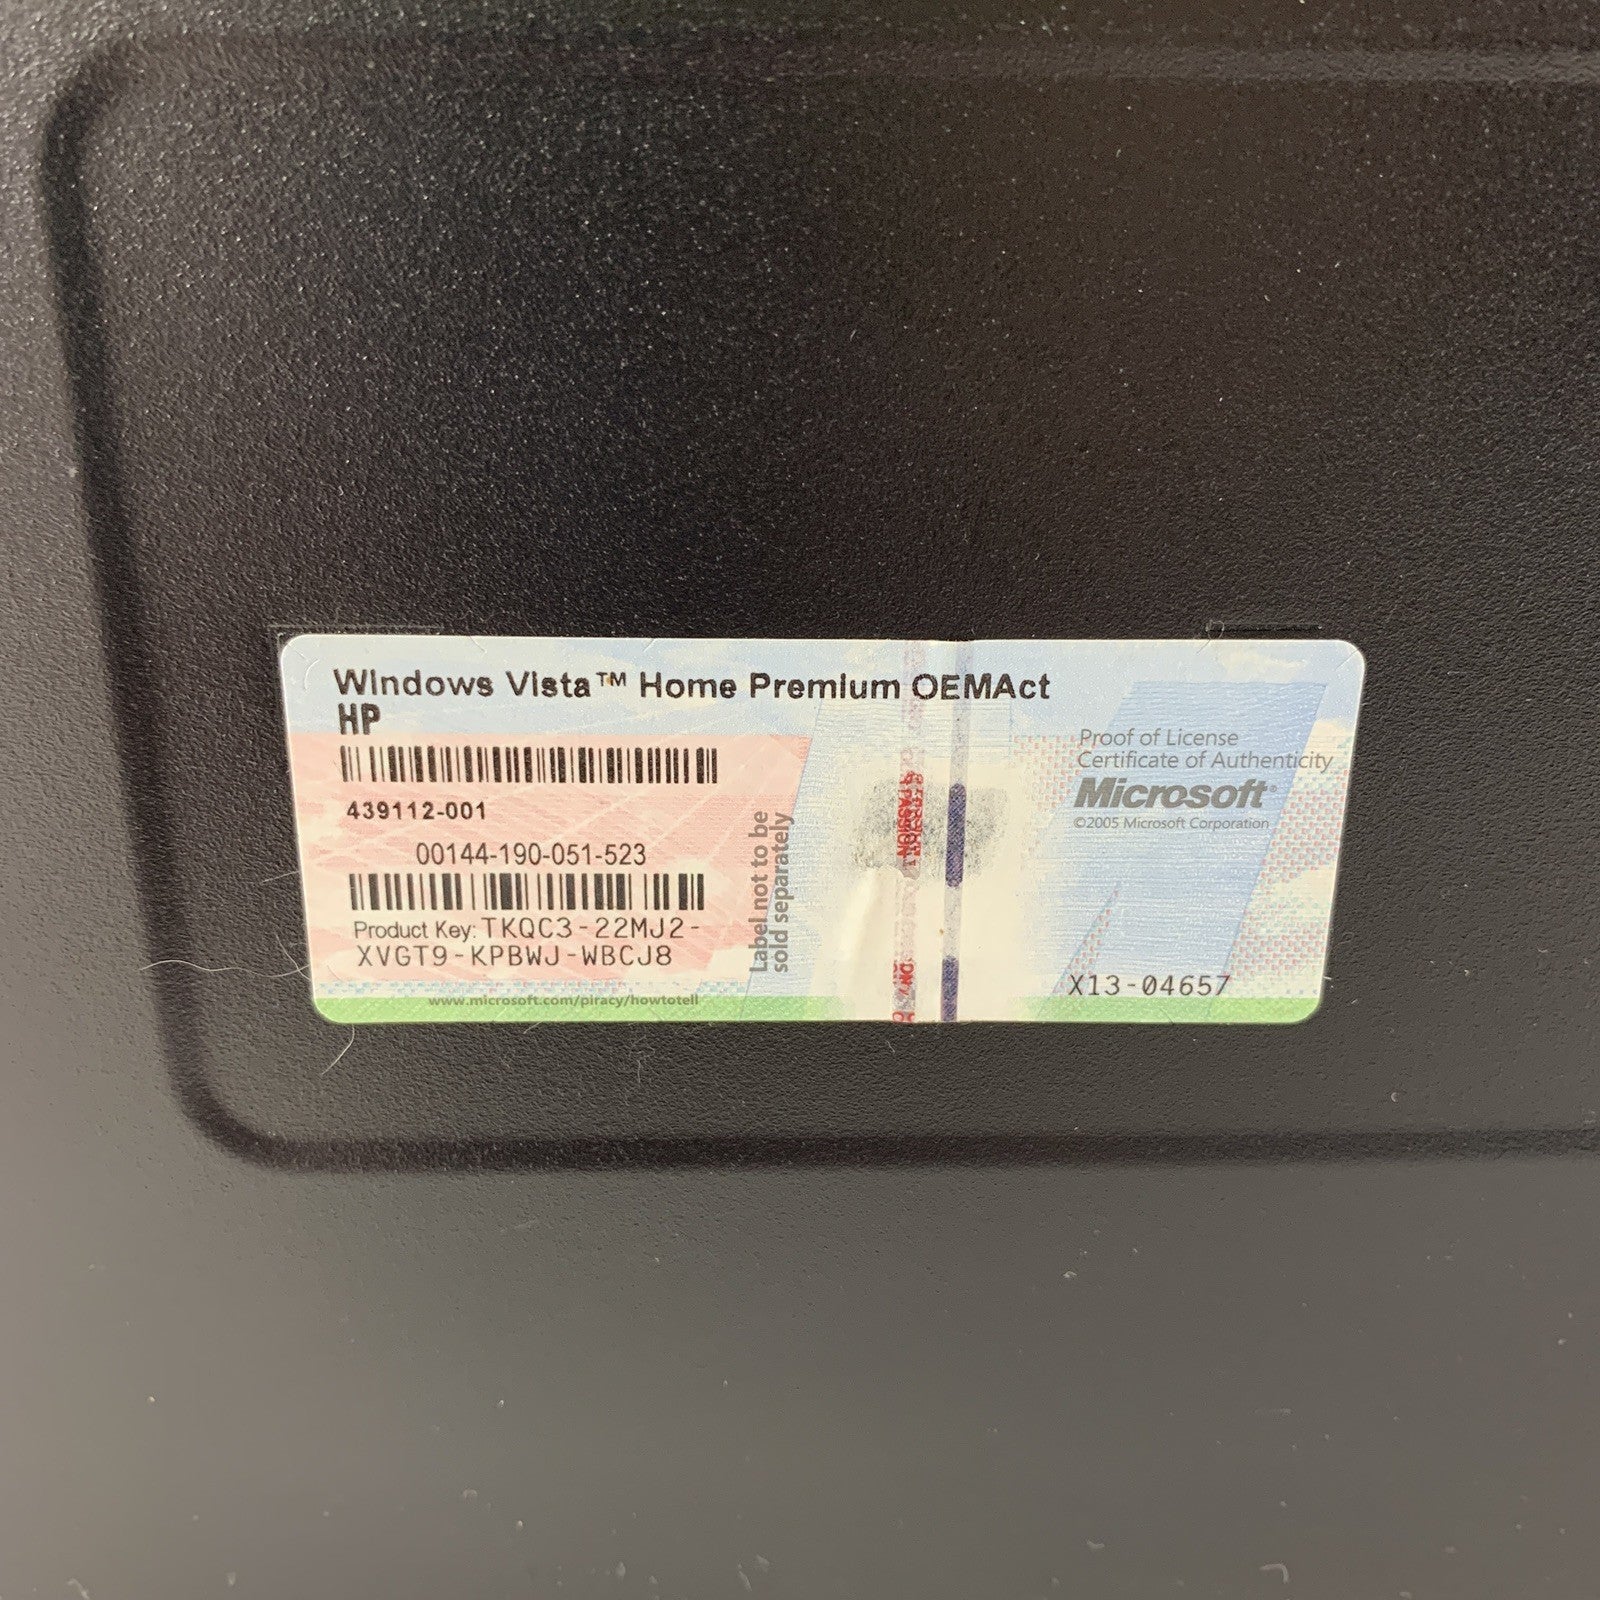 Windows Vista™ Home Premium OEMAct
HP
439112-001
00144-190-051-523
Product Key: TKQC3-22MJ2-
XVGT9-KPBWJ-WBCJ8
www.microsoft.com/piracy/howtotell
Label not to be
sold separately
Proof of License
Certificate of Authenticity
Microsoft®
©2005 Microsoft Corporation
X13-04657